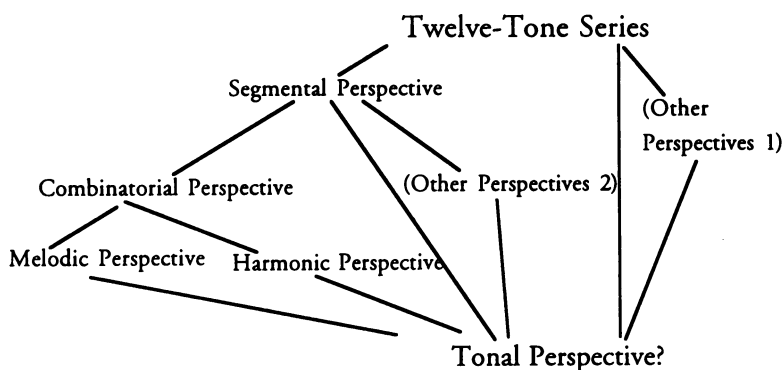 Twelve-Tone Series
Segmental Perspective
(Other
Perspectives 1)
Combinatorial Perspective
(Other Perspectives 2)
Melodic Perspective
Harmonic Perspective
Tonal Perspective?